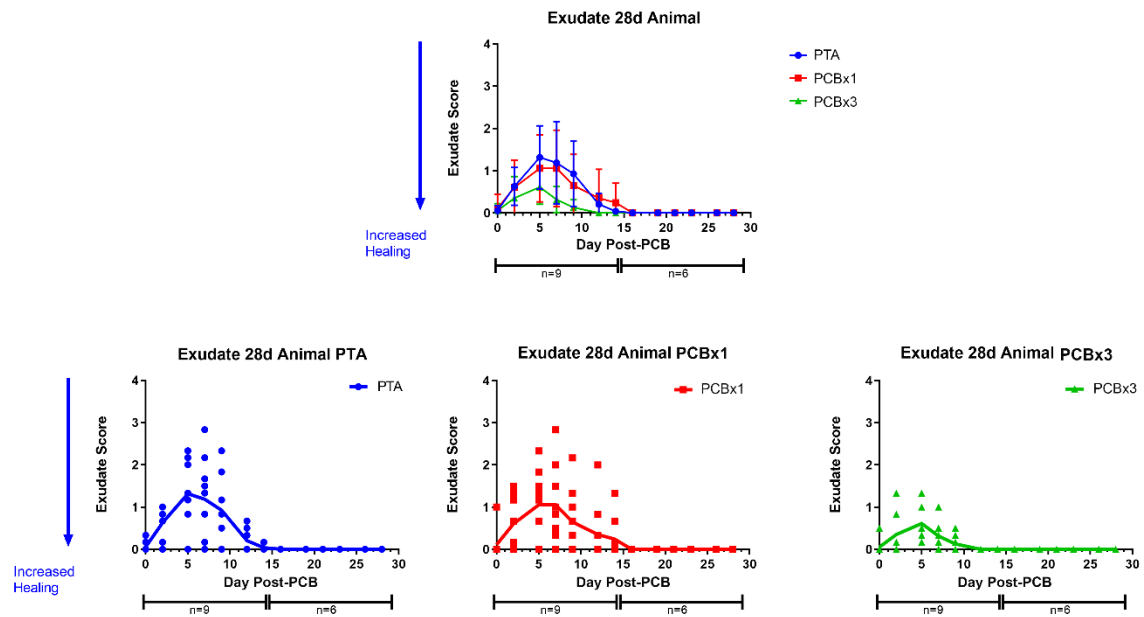 Exudate 28d Animal
4
3
2
1
0
Exudate Score
0 5 10 15 20 25 30
Day Post-PCB
n=9 n=6
PTA
PCBx1
PCBx3
Increased
Healing
Exudate 28d Animal PTA
4
3
2
1
0
Exudate Score
PTA
0 5 10 15 20 25 30
Day Post-PCB
n=9 n=6
Increased
Healing
Exudate 28d Animal PCBx1
4
3
2
1
0
Exudate Score
PCBx1
0 5 10 15 20 25 30
Day Post-PCB
n=9 n=6
Exudate 28d Animal PCBx3
4
3
2
1
0
Exudate Score
PCBx3
0 5 10 15 20 25 30
Day Post-PCB
n=9 n=6